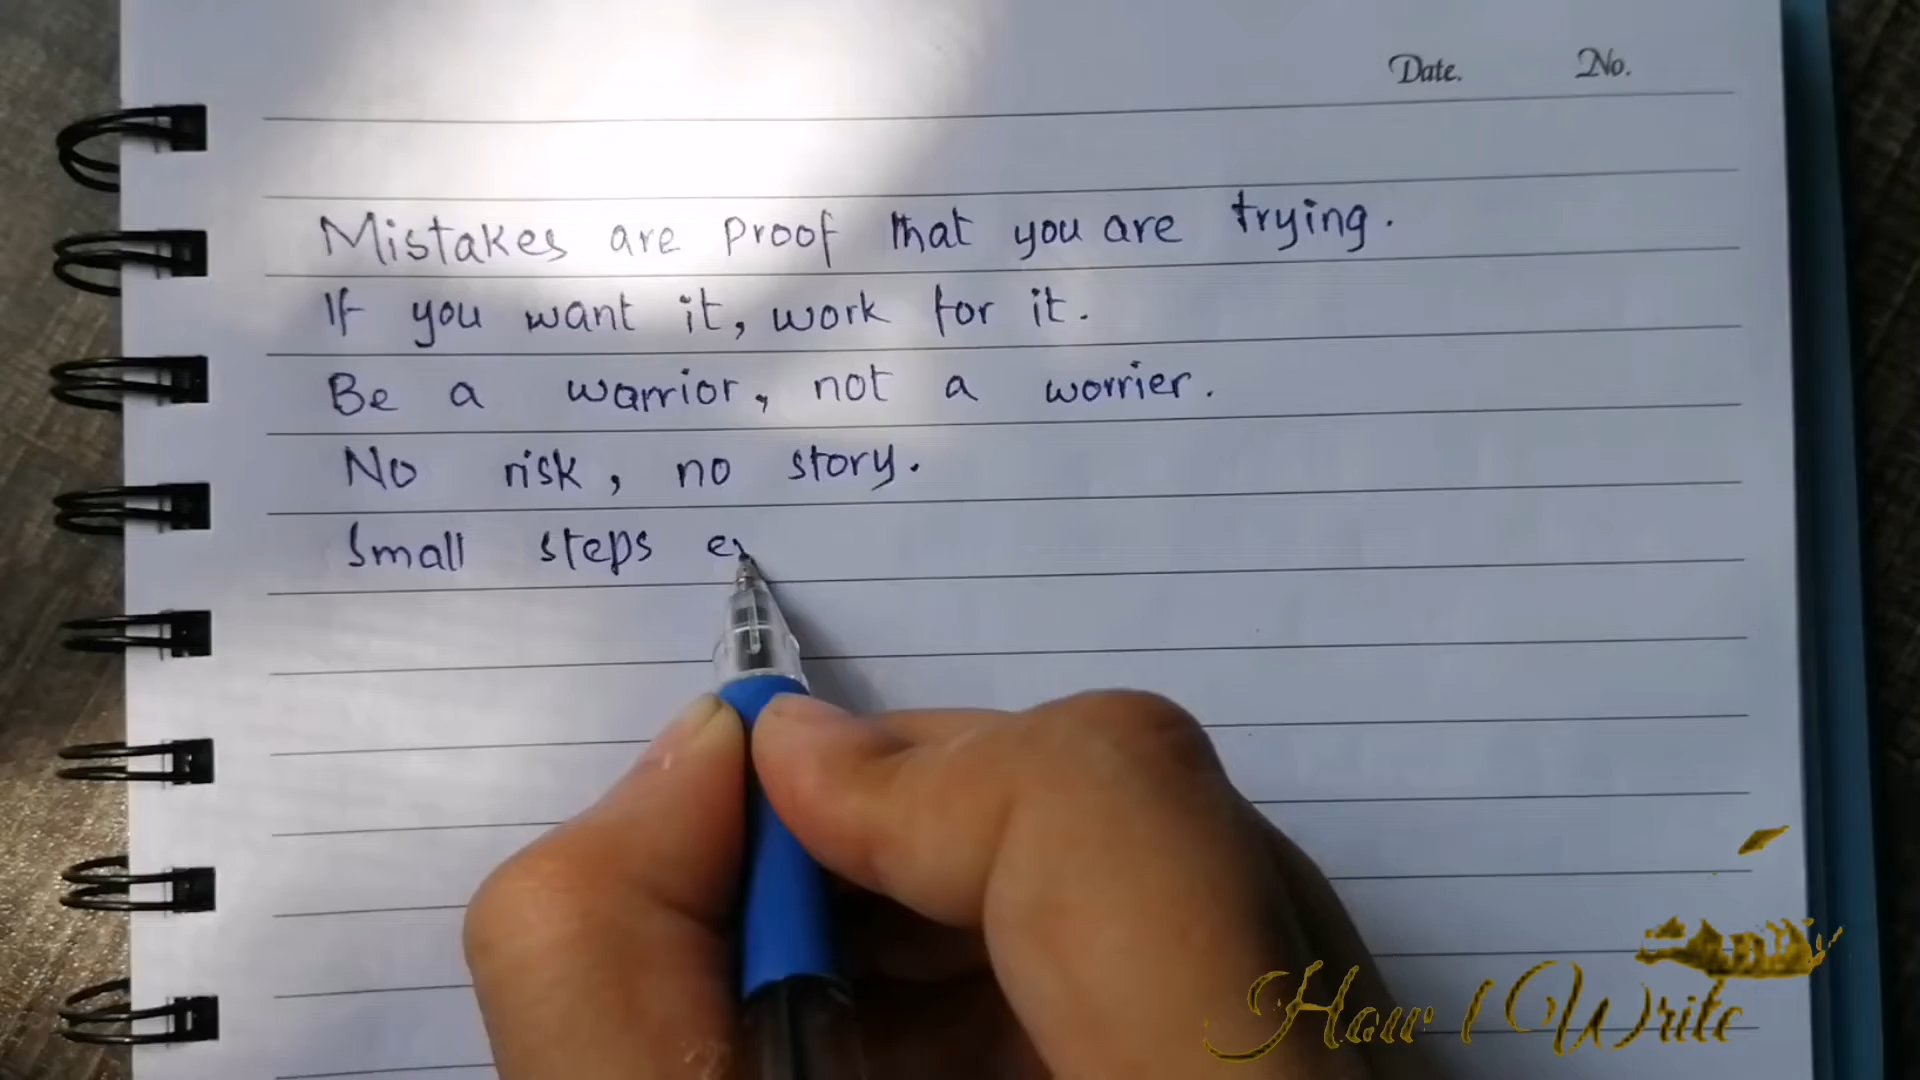 Date. No.
Mistakes are proof that you are trying.
If you want it, work for it.
Be a warrior, not a worrier.
No risk, no story.
Small steps
How I Write